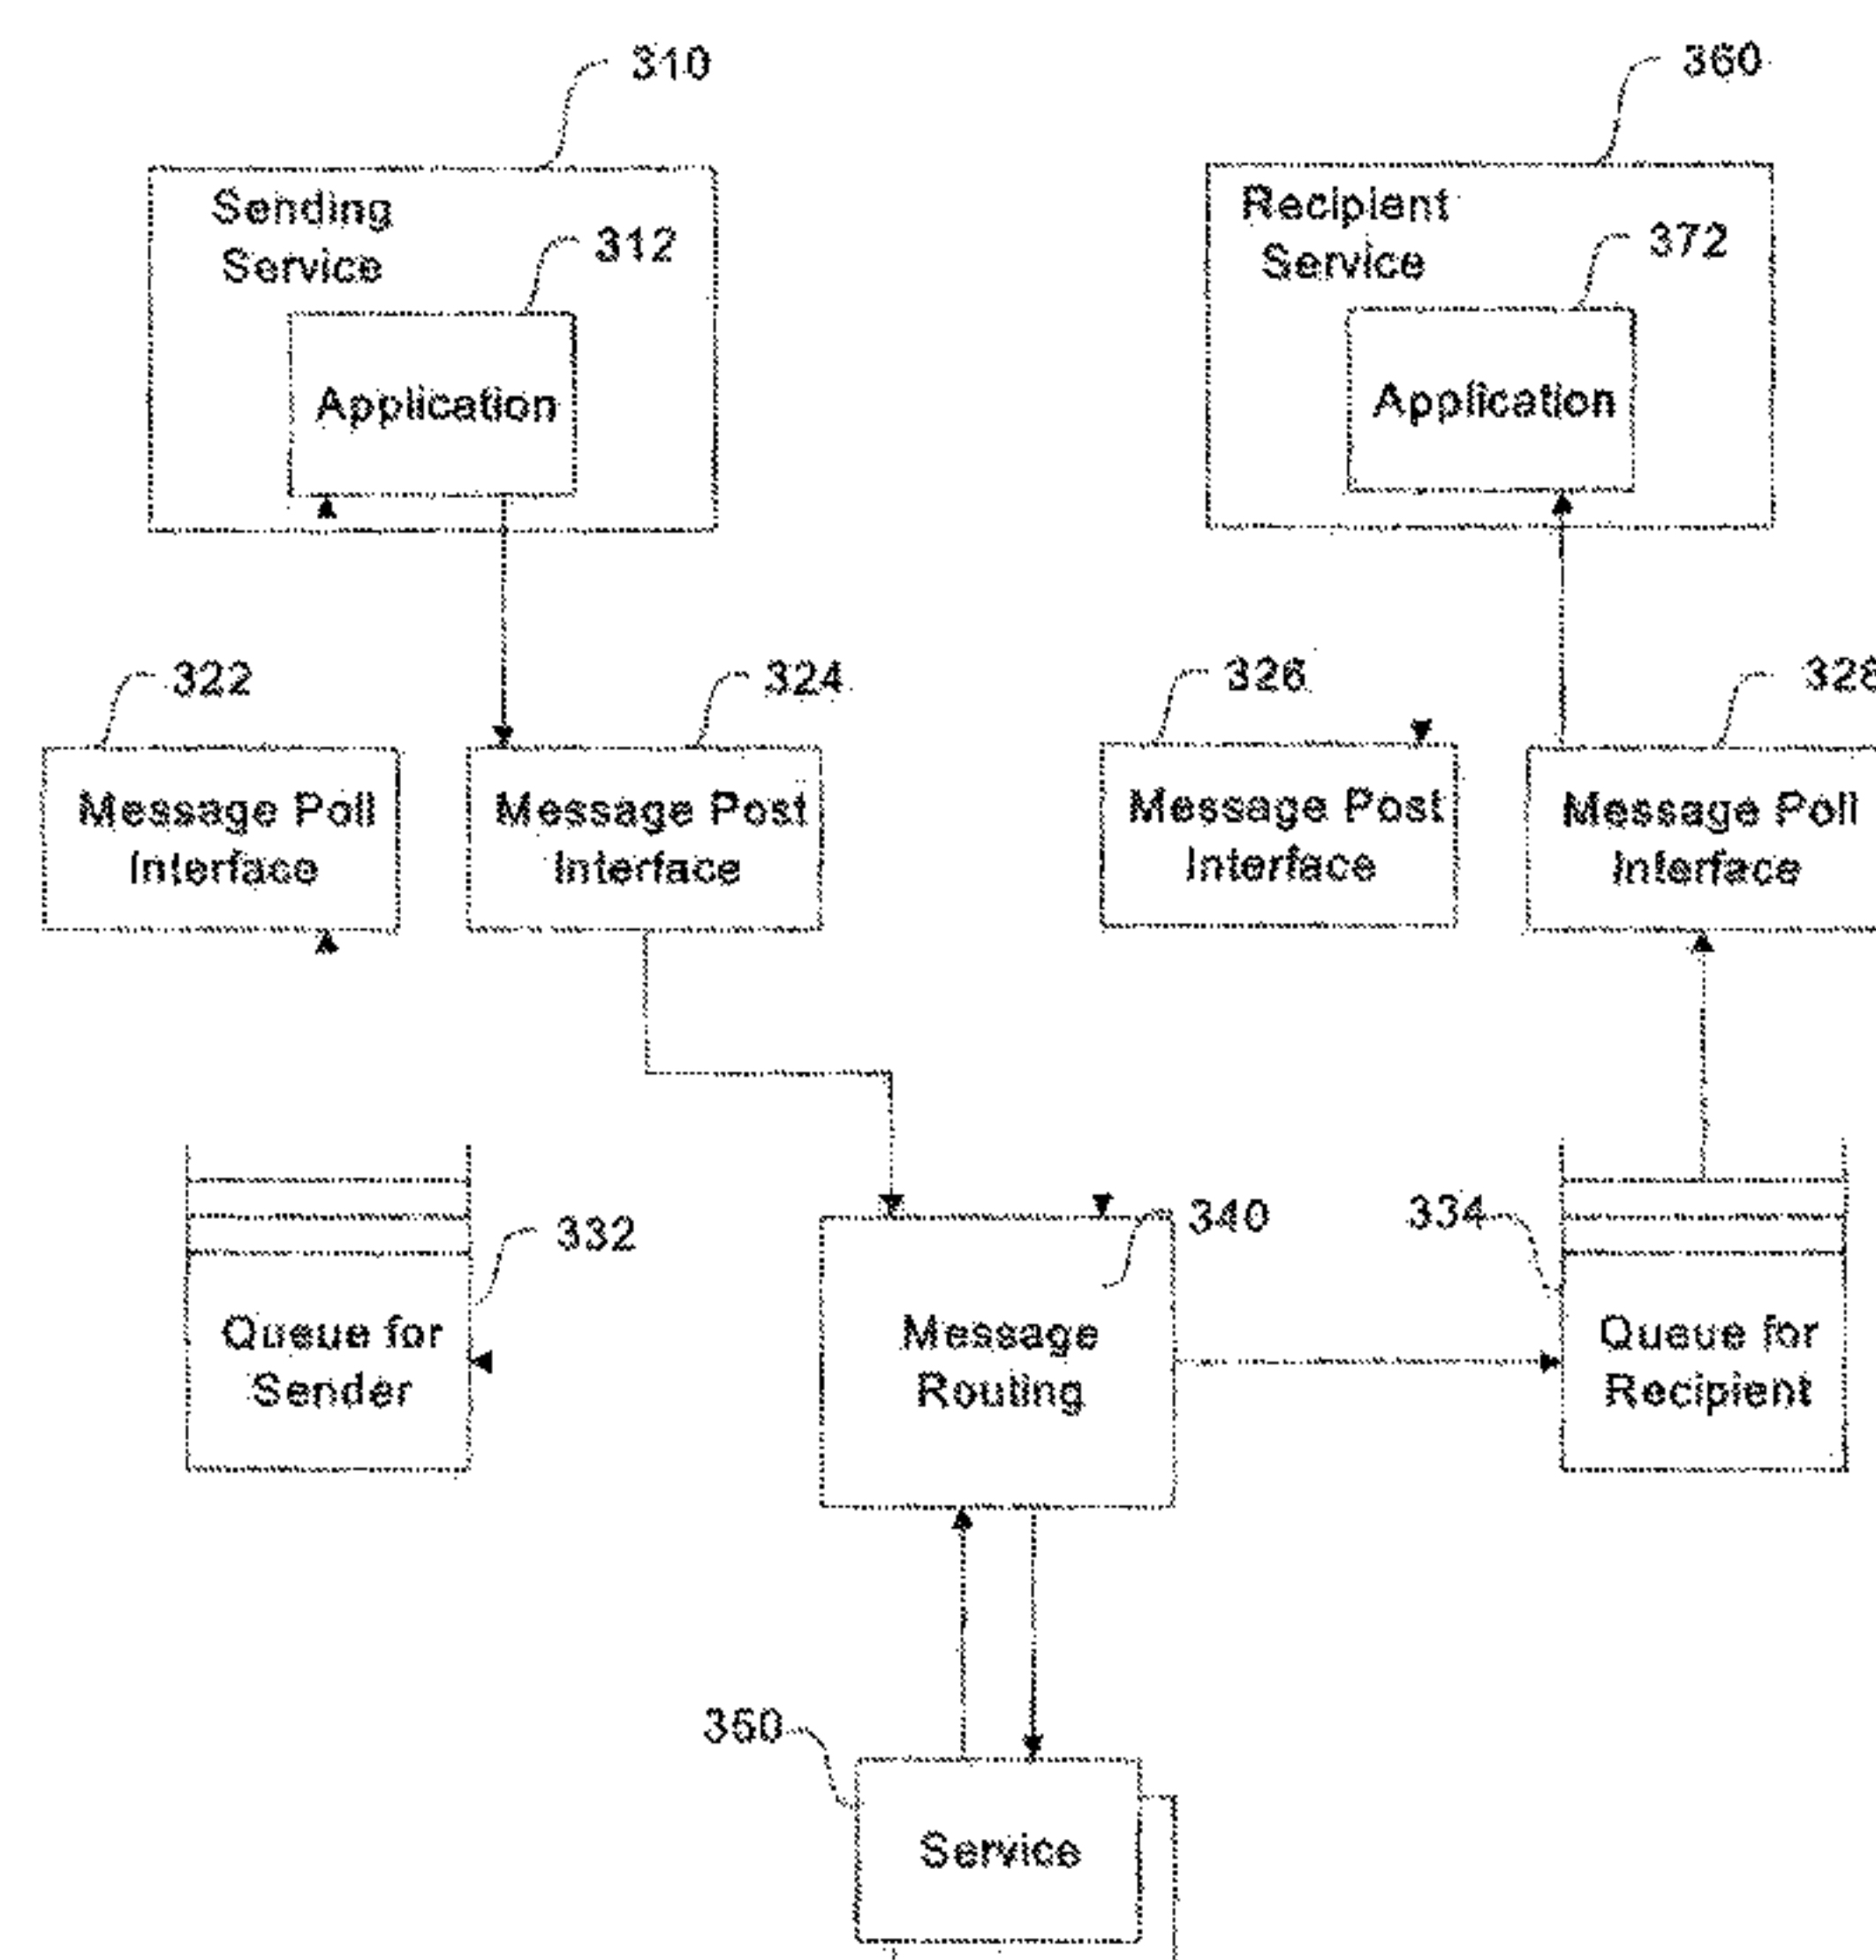 310
360
Sending
Service
312
Recipient
Service
372
Application
Application
322
324
326
328
Message Poll
Interface
Message Post
Interface
Message Post
Interface
Message Poll
Interface
332
340
334
Queue for
Sender
Message
Routing
Queue for
Recipient
350
Service